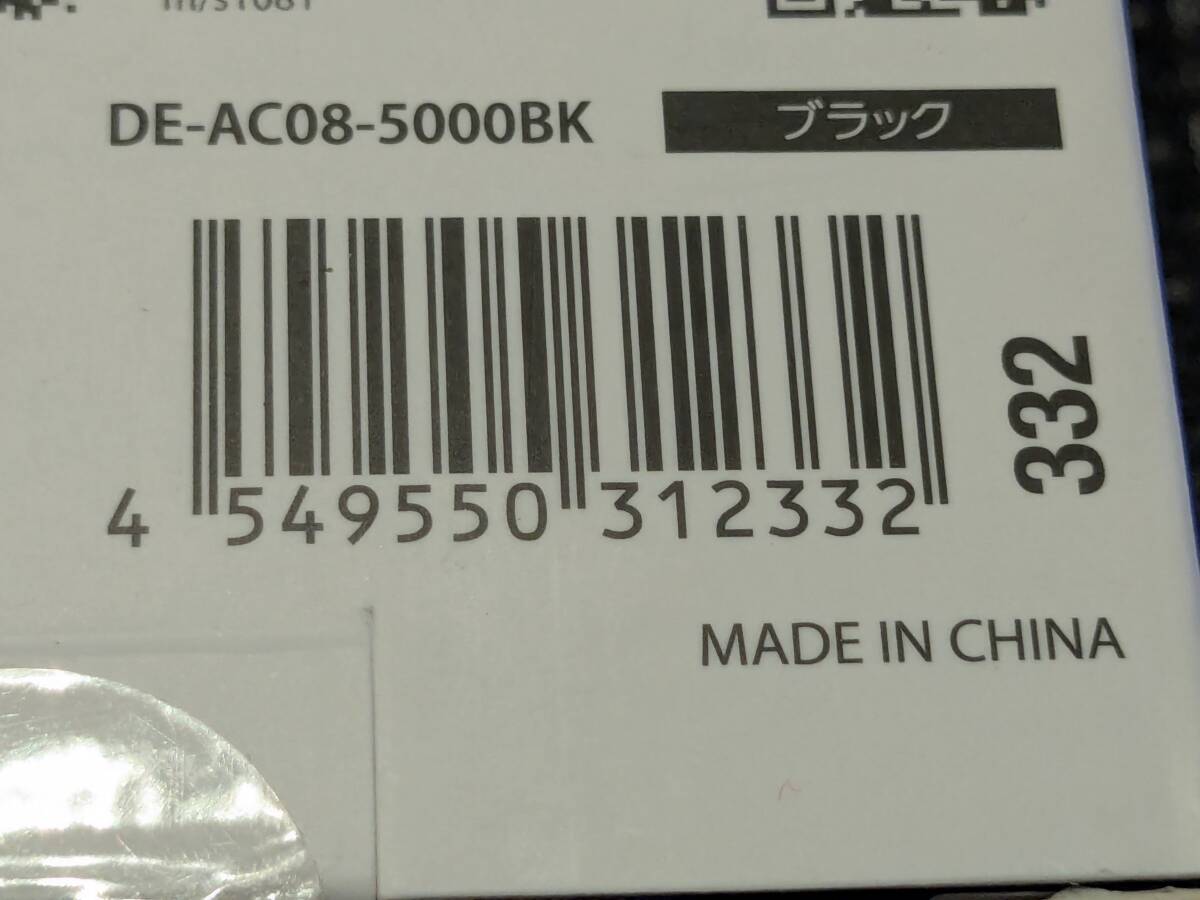 DE-AC08-5000BK ブラック
4 549550 312332
332
MADE IN CHINA